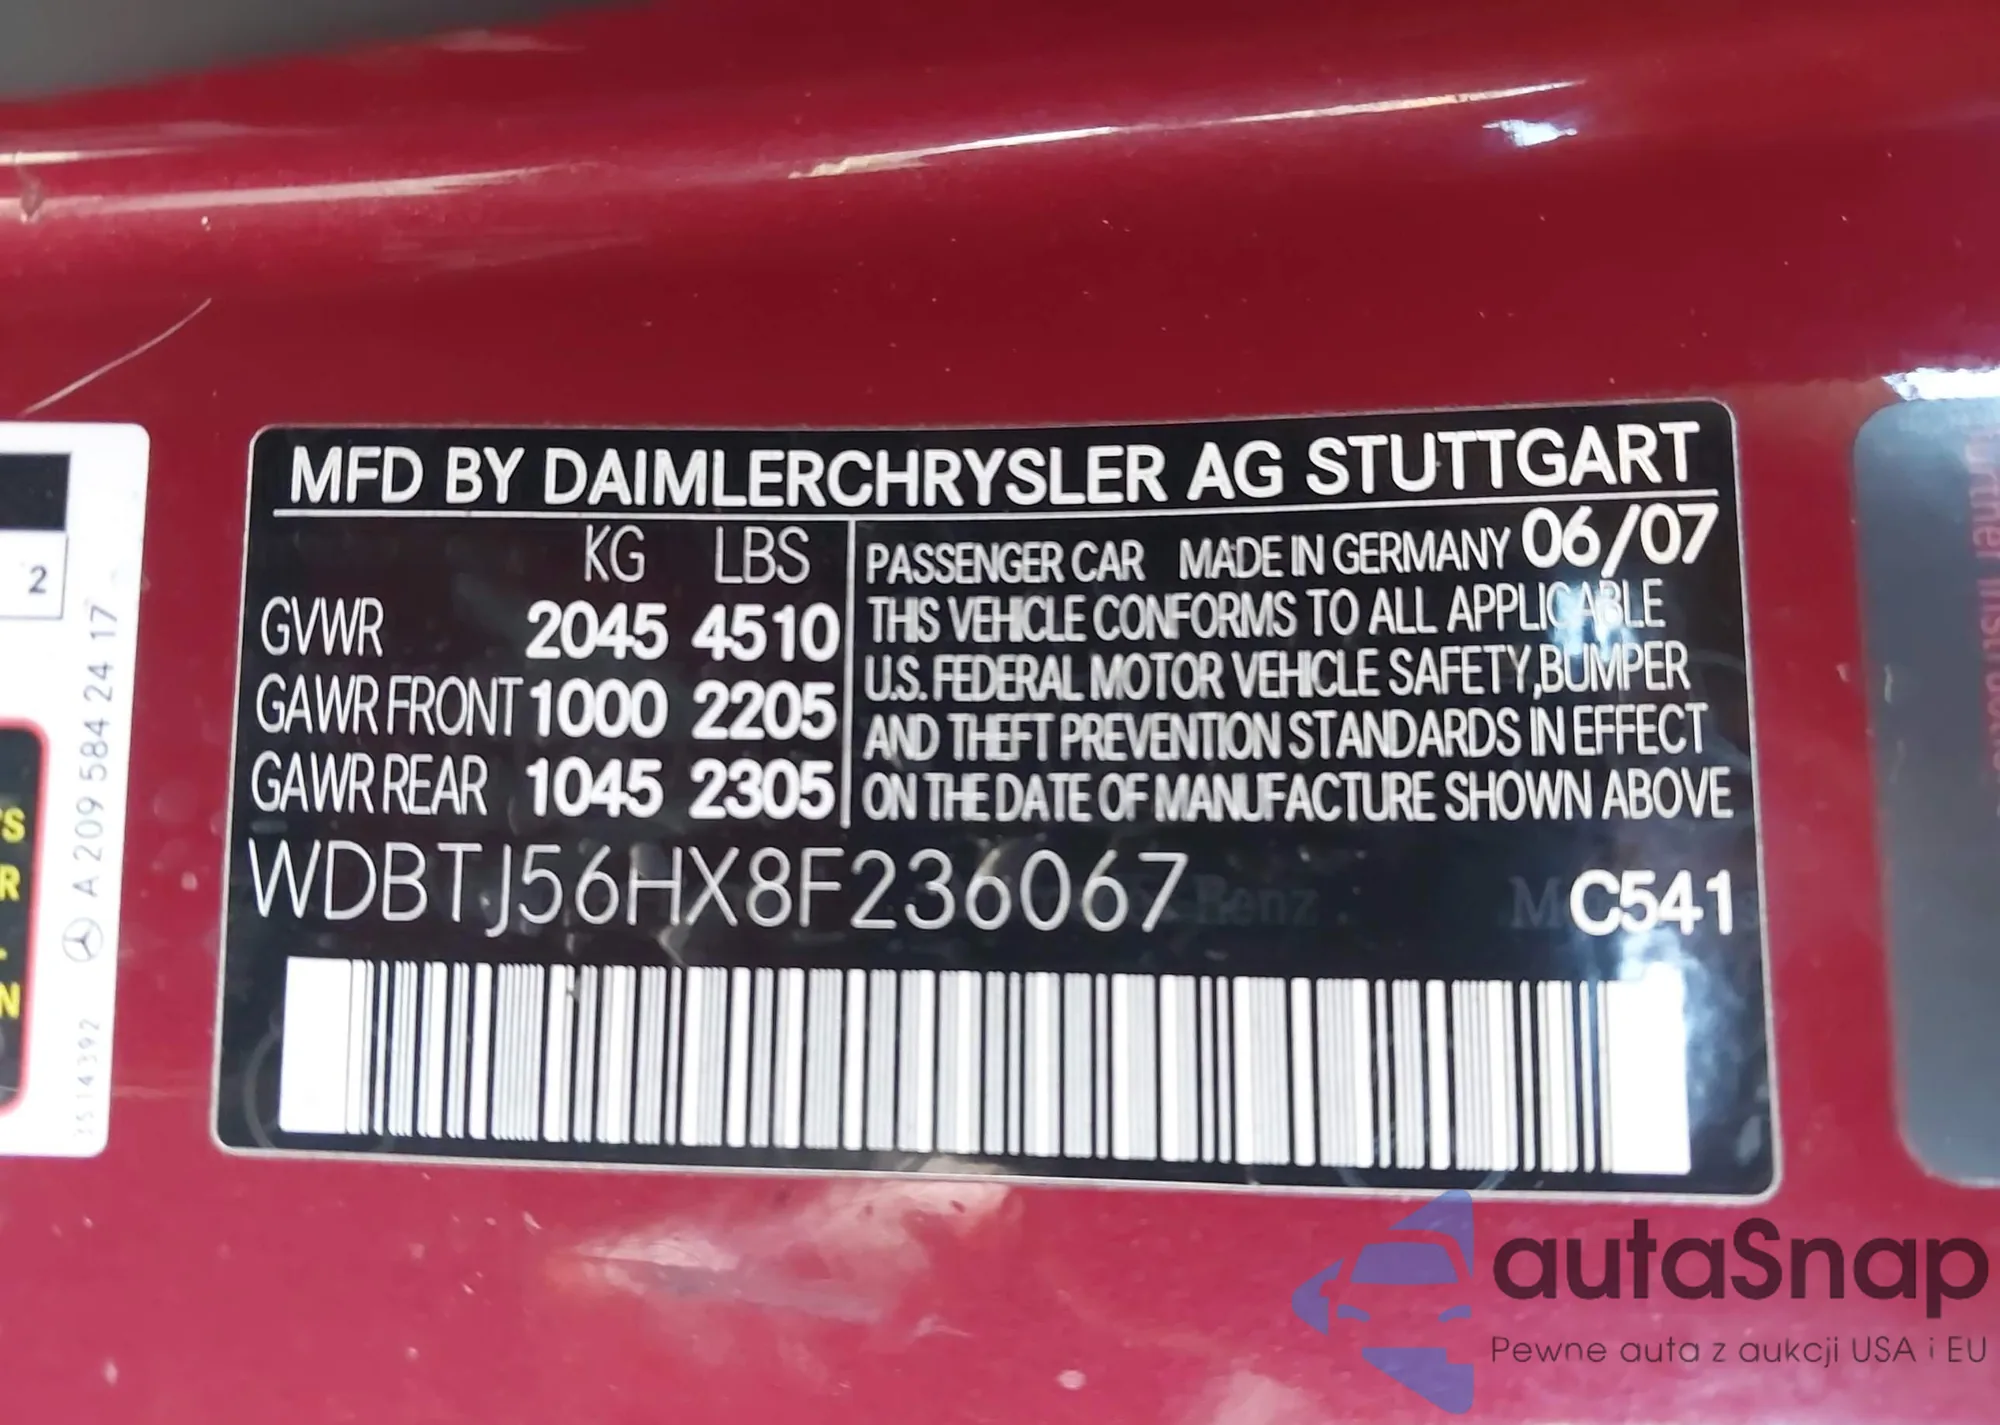 MFD BY DAIMLERCHRYSLER AG STUTTGART
KG LBS
GVWR 2045 4510
GAWR FRONT 1000 2205
GAWR REAR 1045 2305
PASSENGER CAR MADE IN GERMANY 06/07
THIS VEHICLE CONFORMS TO ALL APPLICABLE
U.S. FEDERAL MOTOR VEHICLE SAFETY,BUMPER
AND THEFT PREVENTION STANDARDS IN EFFECT
ON THE DATE OF MANUFACTURE SHOWN ABOVE
WDBTJ56HX8F236067 C541
2
A 209 584 24 17
'S
R
N
autaSnap
Pewne auta z aukcji USA i EU